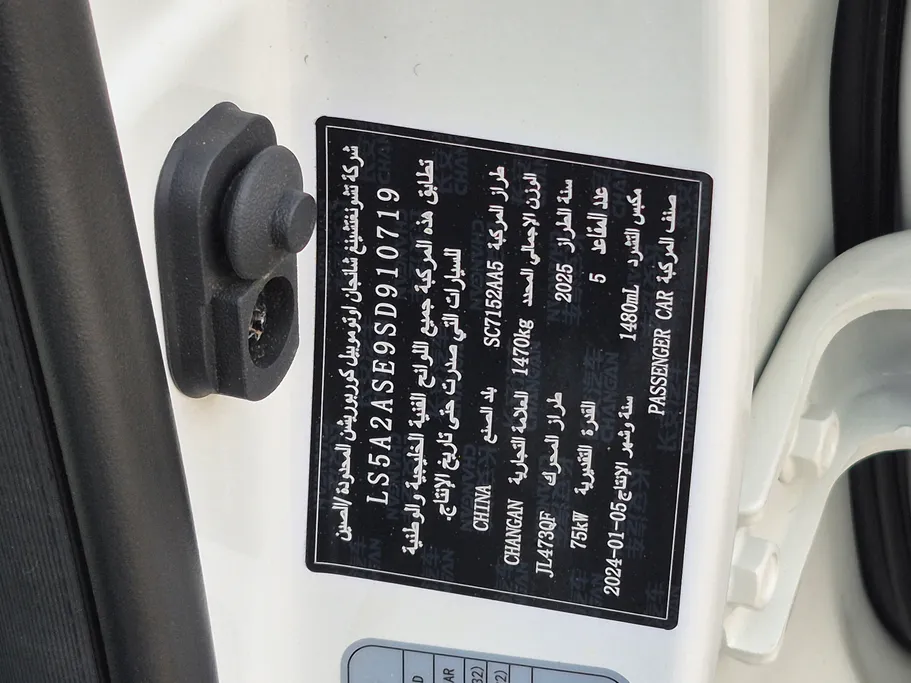 شركة تشونغتشينغ شانجان اوتوموبيل كوربوريشن المحدودة /الصين
LS5A2ASE9SD910719
تطابق هذه المركبة جميع اللوائح الفنية الخليجية والوطنية
للسيارات التي صدرت حتى تاريخ الإنتاج.
طراز المركبة SC7152AA5 بلد الصنع CHINA
الوزن الإجمالي المحدد 1470kg العلامة التجارية CHANGAN
سنة الطراز 2025 طراز المحرك JL473QF
عدد المقاعد 5 القدرة التقديرية 75kW
مكبس التشرد 1480mL سنة وشهر الإنتاج 2024-01-05
صنف المركبة PASSENGER CAR